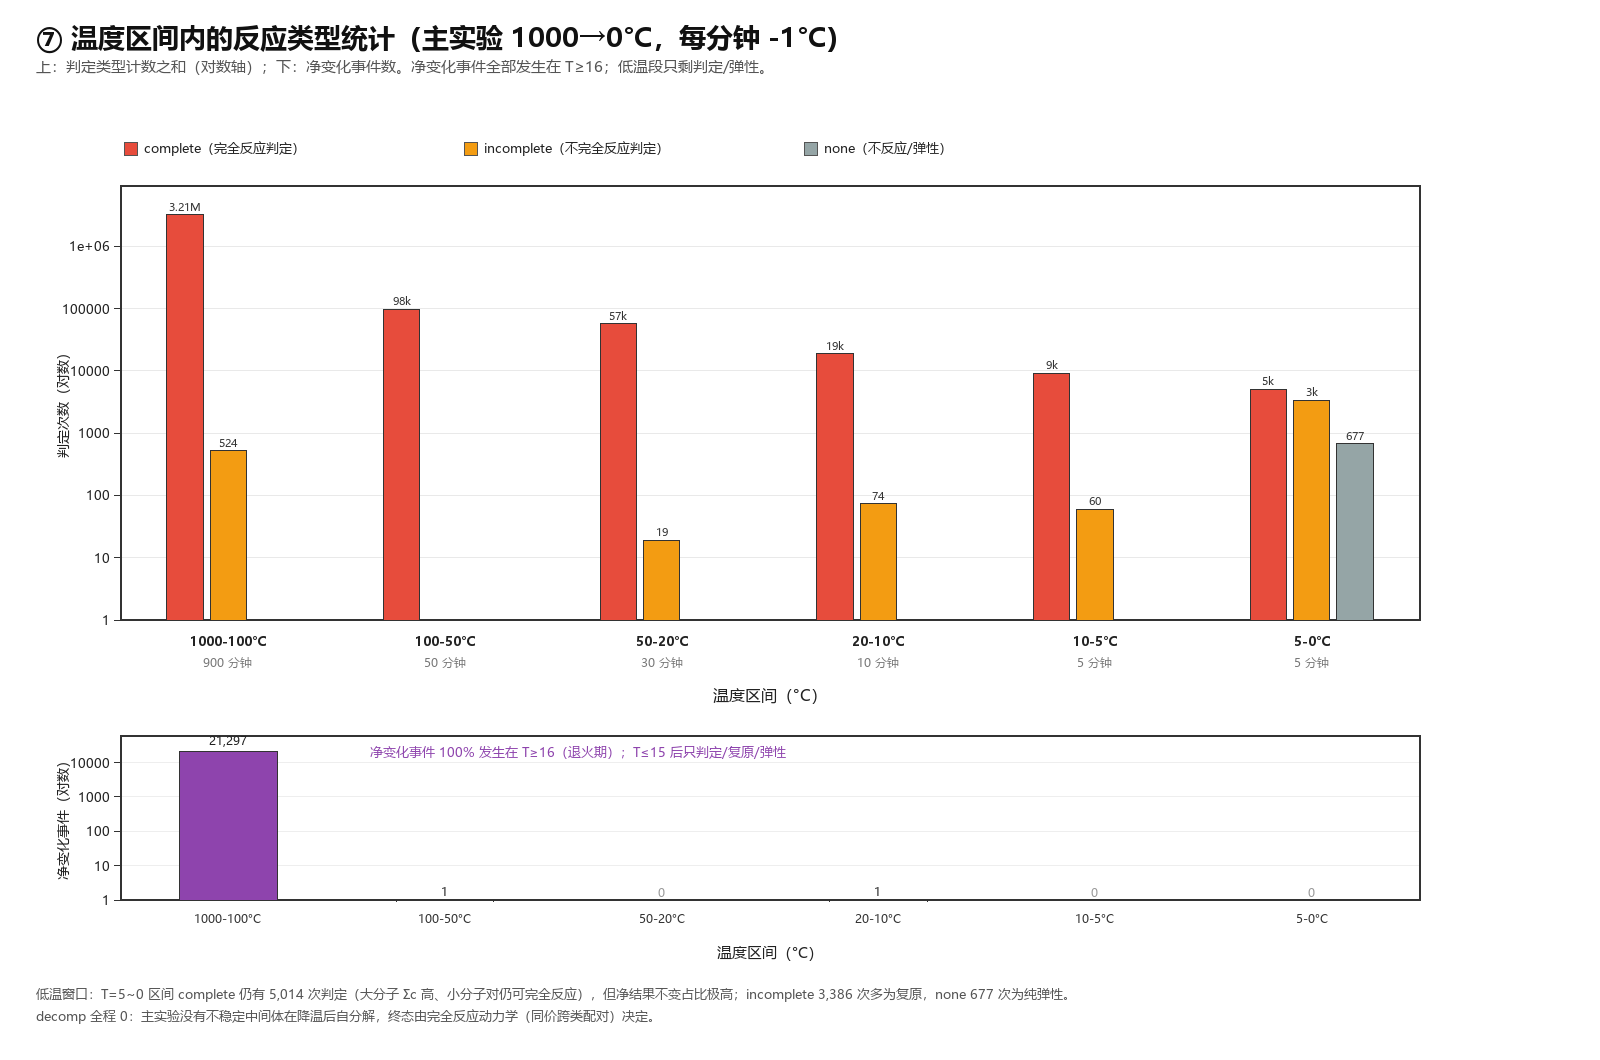 ⑦ 温度区间内的反应类型统计（主实验 1000→0°C，每分钟 -1°C）
上：判定类型计数之和（对数轴）；下：净变化事件数。净变化事件全部发生在 T≥16；低温段只剩判定/弹性。
complete（完全反应判定）
incomplete（不完全反应判定）
none（不反应/弹性）
判定次数（对数）
1e+06
100000
10000
1000
100
10
1
3.21M
524
98k
57k
19
19k
74
9k
60
5k
3k
677
1000-100°C
100-50°C
50-20°C
20-10°C
10-5°C
5-0°C
900 分钟
50 分钟
30 分钟
10 分钟
5 分钟
5 分钟
温度区间（°C）
净变化事件（对数）
10000
1000
100
10
1
21,297
净变化事件 100% 发生在 T≥16（退火期）；T≤15 后只判定/复原/弹性
1
0
1
0
0
1000-100°C
100-50°C
50-20°C
20-10°C
10-5°C
5-0°C
温度区间（°C）
低温窗口：T=5~0 区间 complete 仍有 5,014 次判定（大分子 Σc 高、小分子对仍可完全反应），但净结果不变占比极高；incomplete 3,386 次多为复原，none 677 次为纯弹性。
decomp 全程 0：主实验没有不稳定中间体在降温后自分解，终态由完全反应动力学（同价跨类配对）决定。